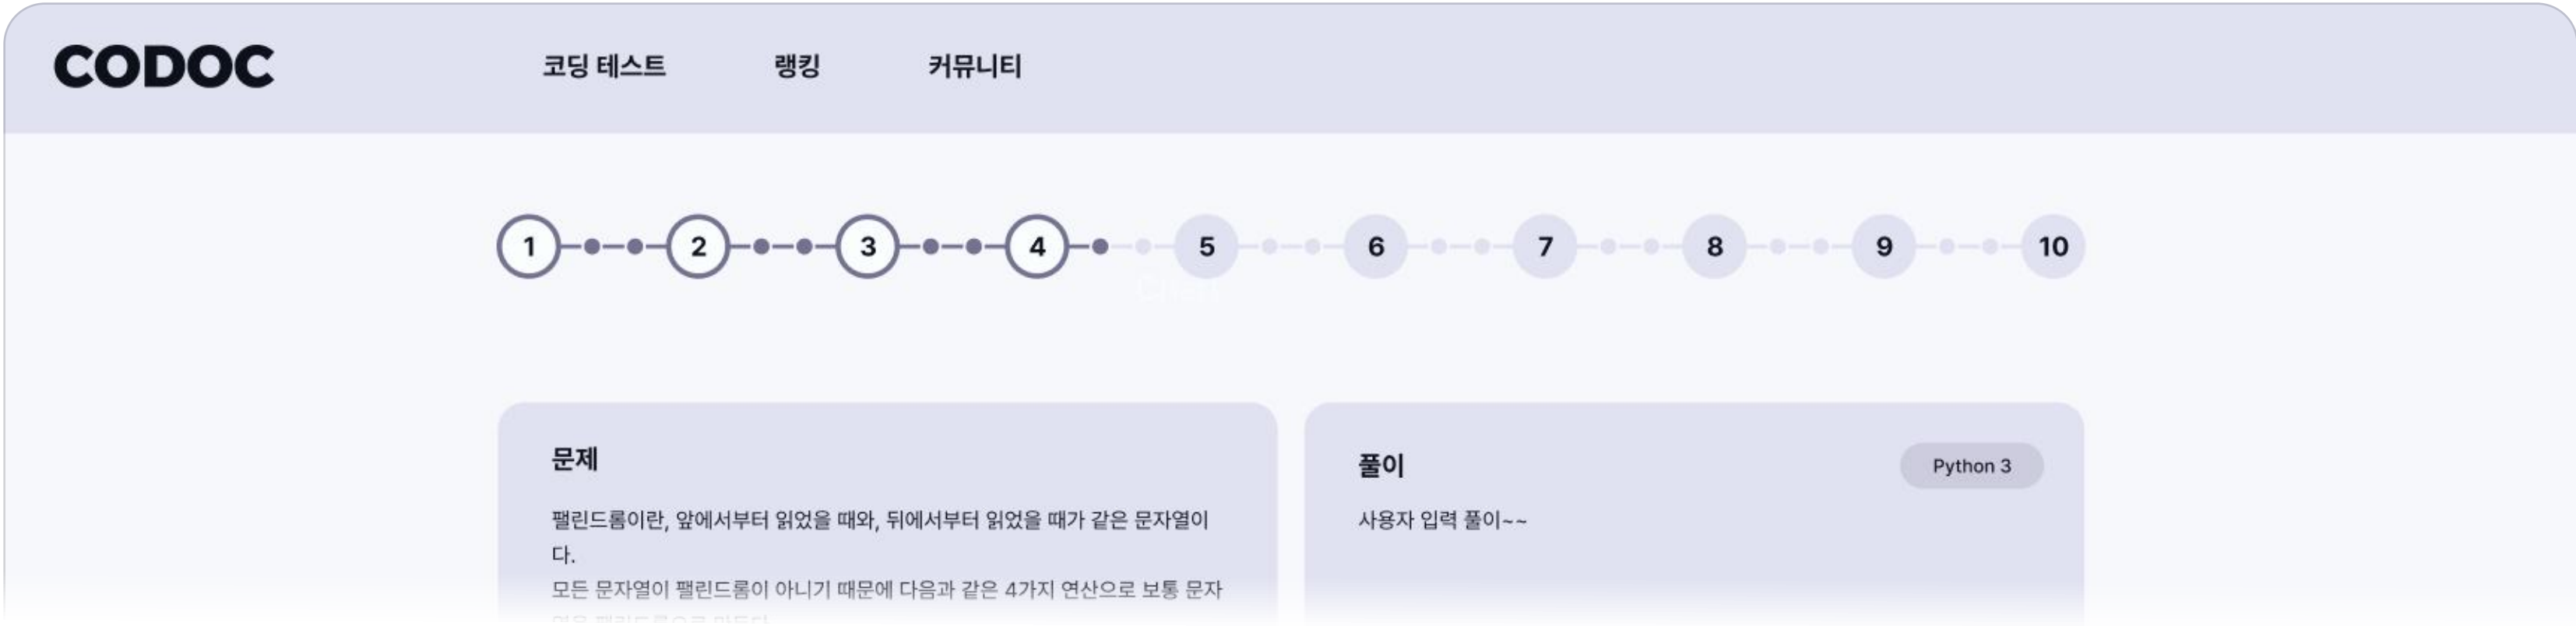 CODOC 코딩 테스트 랭킹 커뮤니티
1 2 3 4 5 6 7 8 9 10
문제
팰린드롬이란, 앞에서부터 읽었을 때와, 뒤에서부터 읽었을 때가 같은 문자열이
다.
모든 문자열이 팰린드롬이 아니기 때문에 다음과 같은 4가지 연산으로 보통 문자
풀이
Python 3
사용자 입력 풀이~~